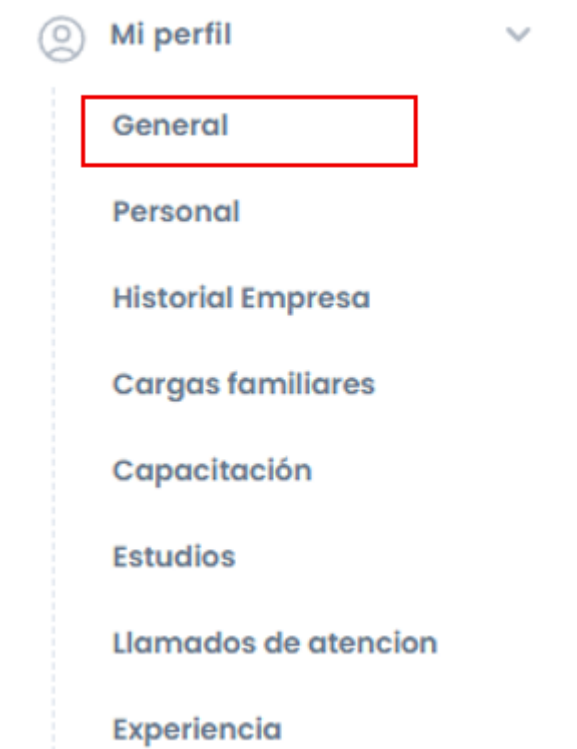 Mi perfil
General
Personal
Historial Empresa
Cargas familiares
Capacitación
Estudios
Llamados de atencion
Experiencia